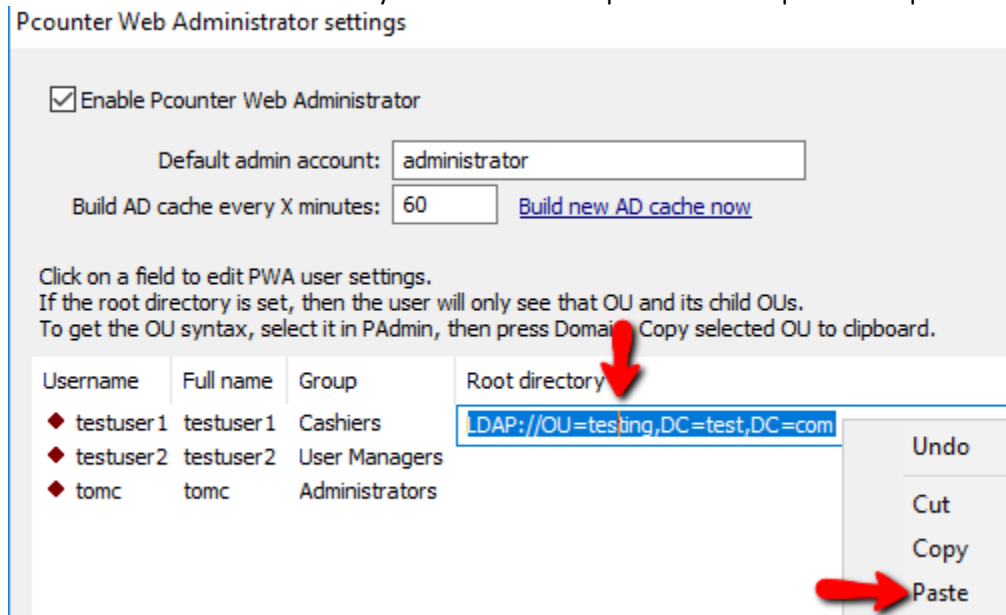 Pcounter Web Administrator settings
Enable Pcounter Web Administrator
Default admin account: administrator
Build AD cache every X minutes: 60 Build new AD cache now
Click on a field to edit PWA user settings.
If the root directory is set, then the user will only see that OU and its child OUs.
To get the OU syntax, select it in PAdmin, then press Domain, Copy selected OU to clipboard.
Username Full name Group Root directory
testuser1 testuser1 Cashiers LDAP://OU=testing,DC=test,DC=com
testuser2 testuser2 User Managers
tomc tomc Administrators
Undo
Cut
Copy
Paste